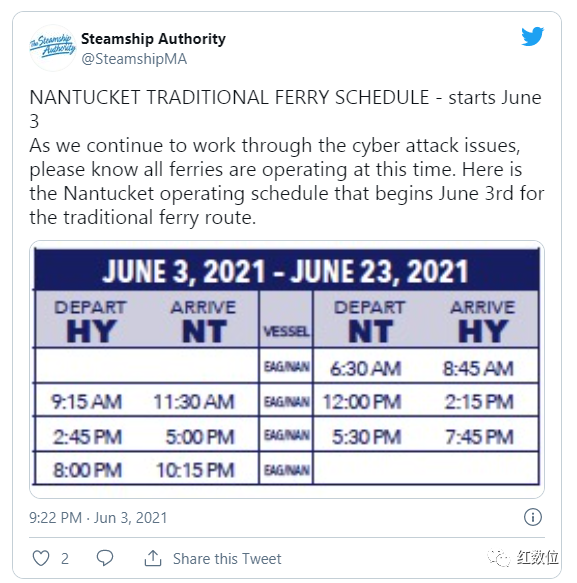 The Steamship Authority
Steamship Authority
@SteamshipMA
NANTUCKET TRADITIONAL FERRY SCHEDULE - starts June
3
As we continue to work through the cyber attack issues,
please know all ferries are operating at this time. Here is
the Nantucket operating schedule that begins June 3rd for
the traditional ferry route.
JUNE 3, 2021 – JUNE 23, 2021
DEPART ARRIVE DEPART ARRIVE
HY NT VESSEL NT HY
EAG/NAN 6:30 AM 8:45 AM
9:15 AM 11:30 AM EAG/NAN 12:00 PM 2:15 PM
2:45 PM 5:00 PM EAG/NAN 5:30 PM 7:45 PM
8:00 PM 10:15 PM EAG/NAN
9:22 PM · Jun 3, 2021
2 Share this Tweet
红数位